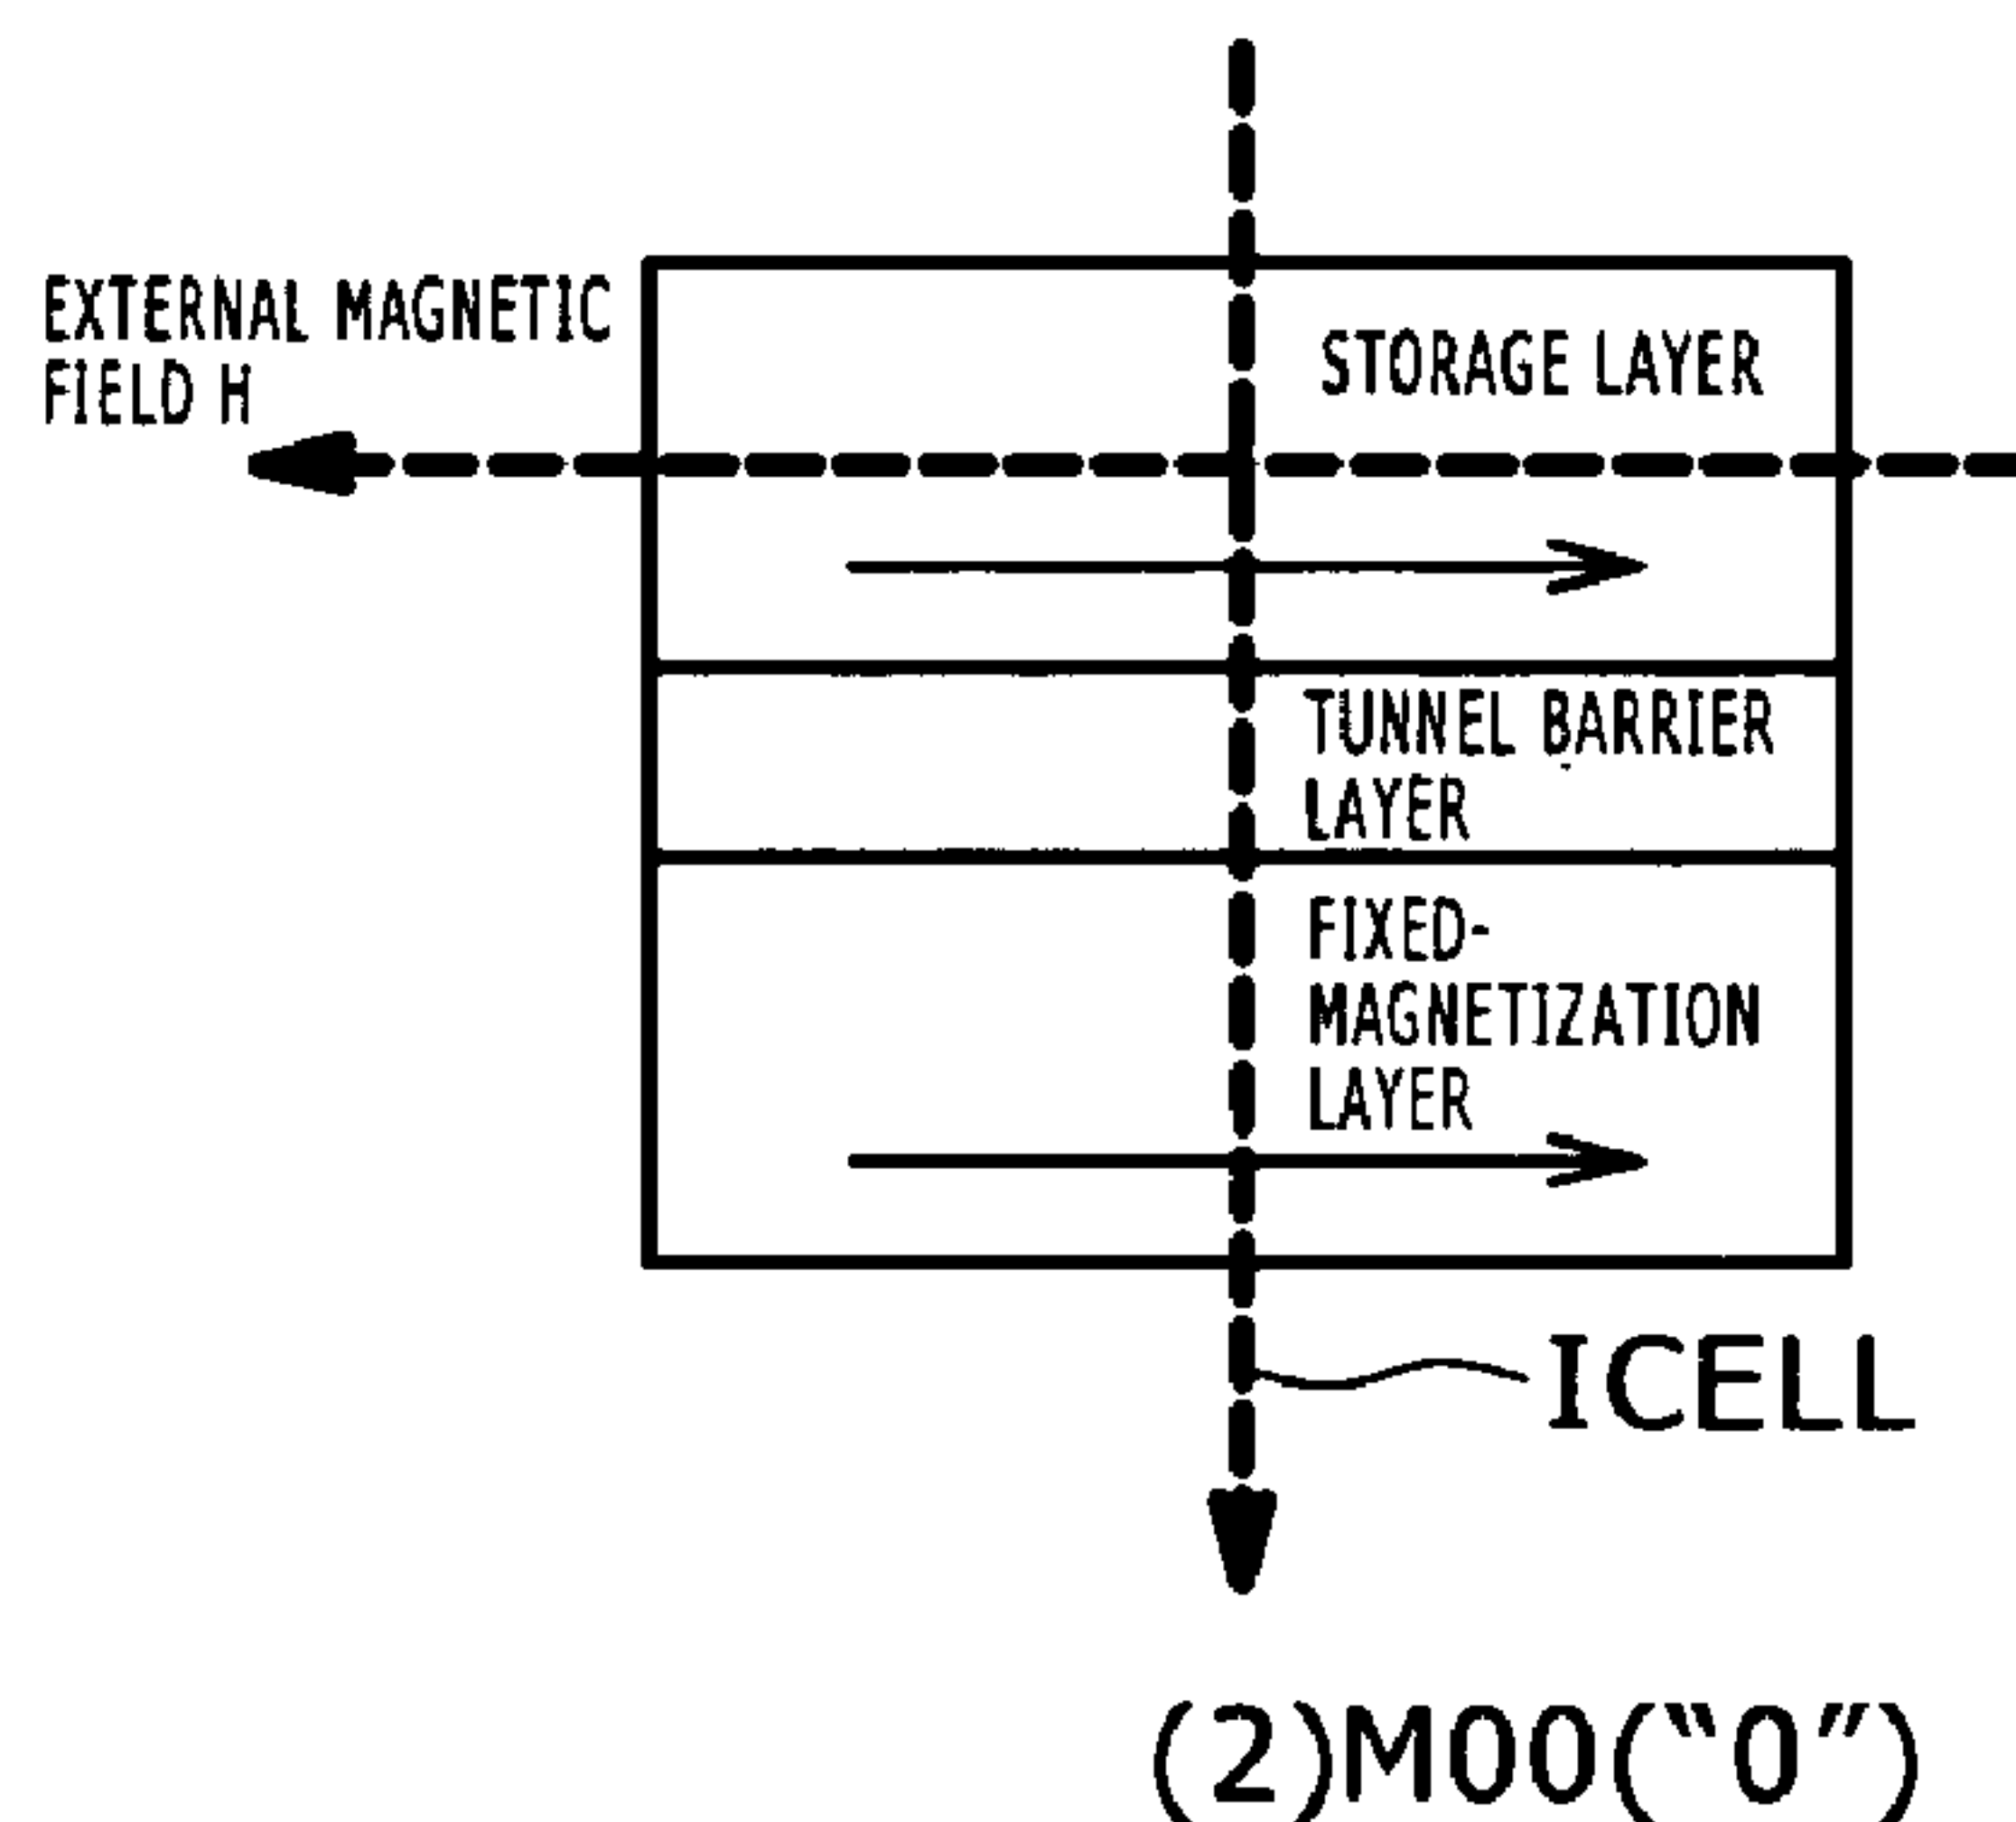 EXTERNAL MAGNETIC
FIELD H
STORAGE LAYER
TUNNEL BARRIER
LAYER
FIXED-
MAGNETIZATION
LAYER
ICELL
(2)M00(“0”)